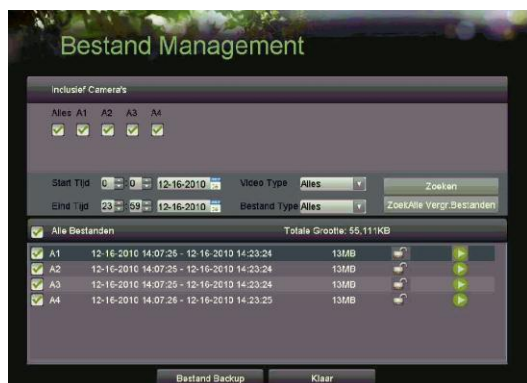 Bestand Management
Inclusief Camera's
Alles A1 A2 A3 A4
Start Tijd 0 : 0 12-16-2010 Video Type Alles Zoeken
Eind Tijd 23 : 59 12-16-2010 Bestand Type Alles ZoekAlle Vergr.Bestanden
Alle Bestanden Totale Grootte: 55,111KB
A1 12-16-2010 14:07:25 - 12-16-2010 14:23:24 13MB
A2 12-16-2010 14:07:25 - 12-16-2010 14:23:24 13MB
A3 12-16-2010 14:07:25 - 12-16-2010 14:23:24 13MB
A4 12-16-2010 14:07:26 - 12-16-2010 14:23:25 13MB
Bestand Backup Klaar